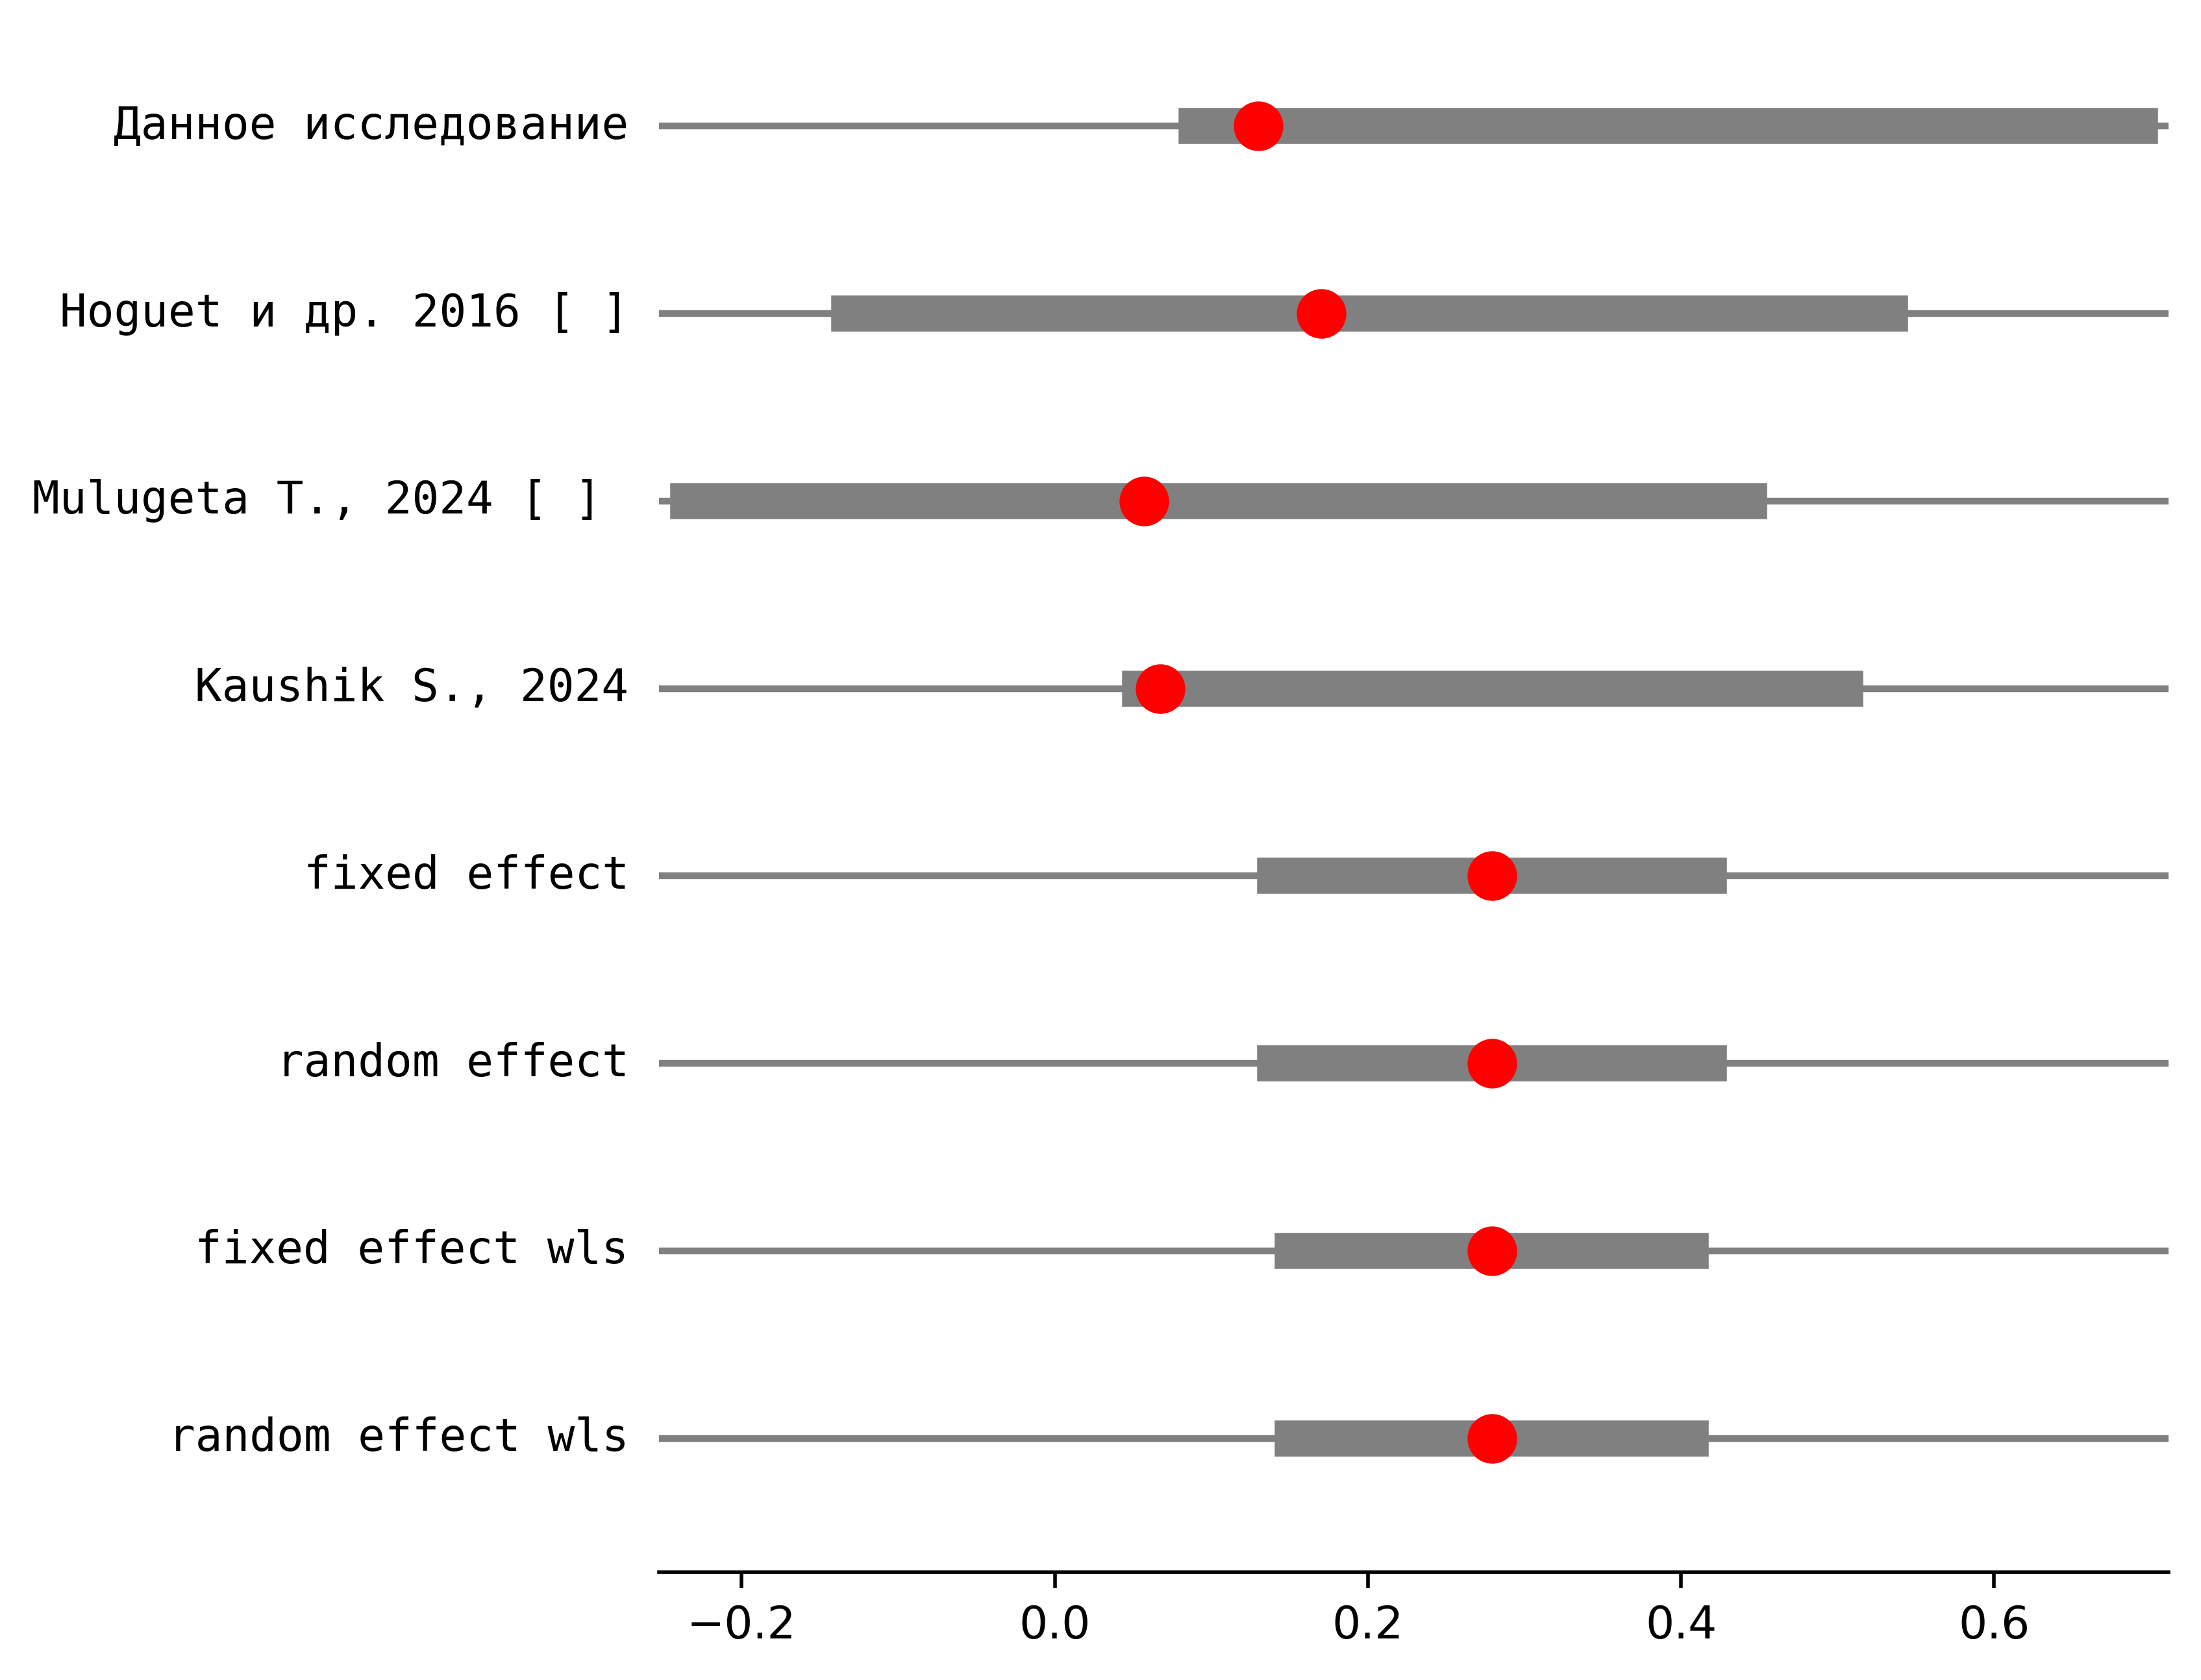 Данное исследование
Hoguet и др. 2016 [ ]
Mulugeta T., 2024 [ ]
Kaushik S., 2024
fixed effect
random effect
fixed effect wls
random effect wls
−0.2 0.0 0.2 0.4 0.6